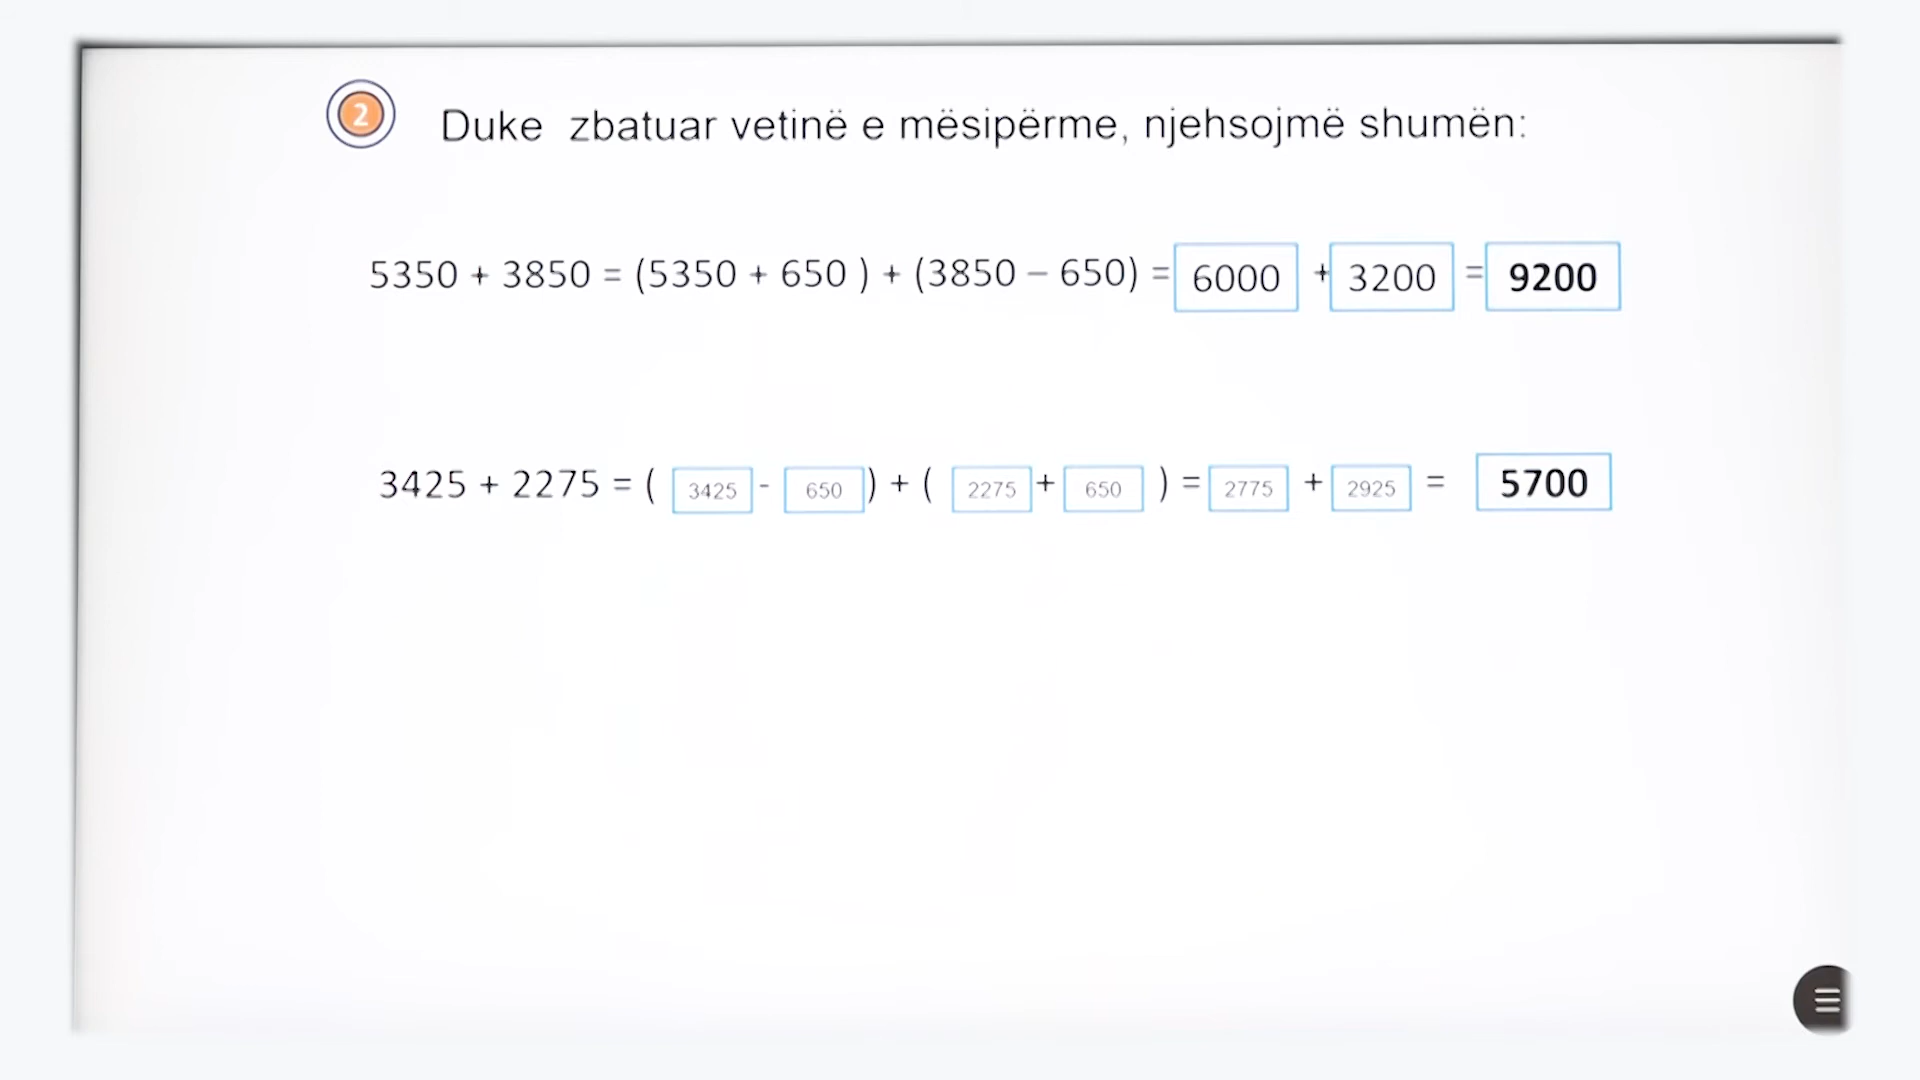 2 Duke zbatuar vetinë e mësipërme, njehsojmë shumën:
5350 + 3850 = (5350 + 650 ) + (3850 – 650) = 6000 + 3200 = 9200
3425 + 2275 = ( 3425 - 650 ) + ( 2275 + 650 ) = 2775 + 2925 = 5700